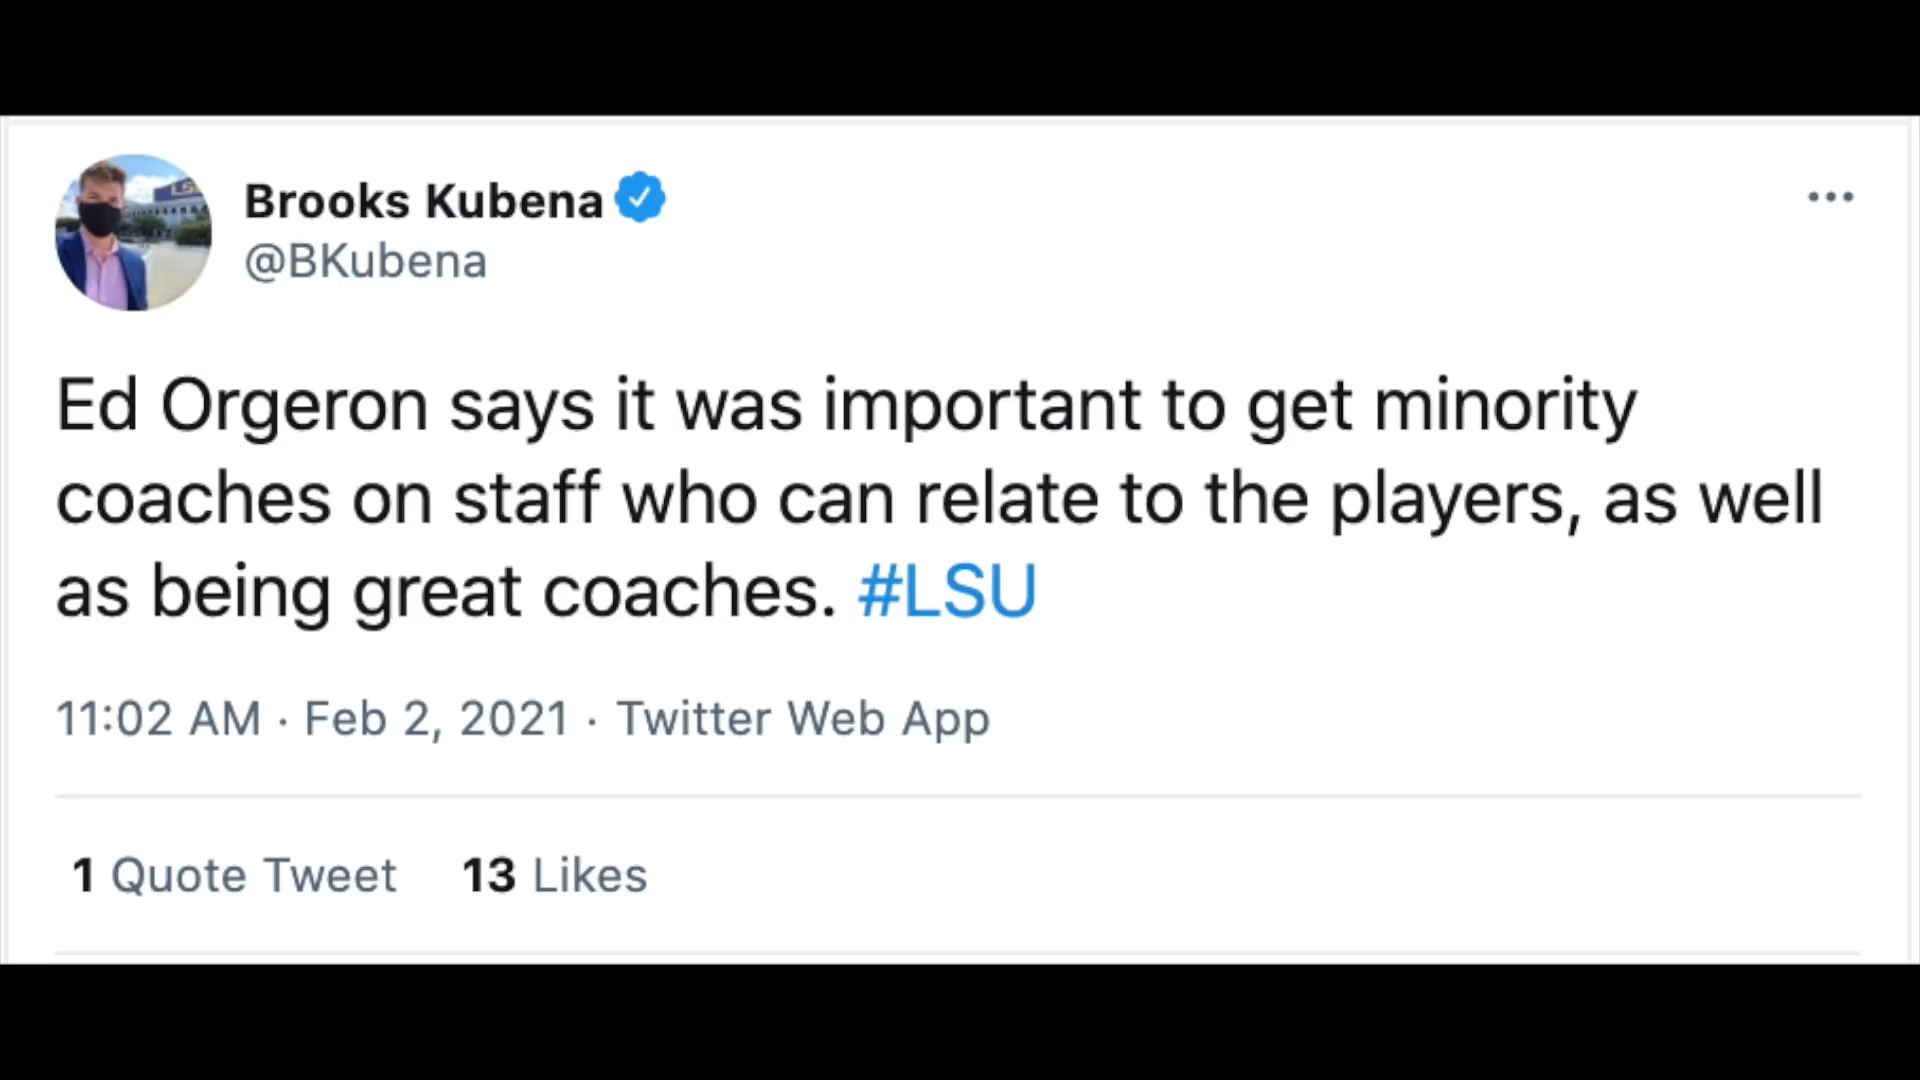 Brooks Kubena
@BKubena
Ed Orgeron says it was important to get minority
coaches on staff who can relate to the players, as well
as being great coaches. #LSU
11:02 AM · Feb 2, 2021 · Twitter Web App
1 Quote Tweet 13 Likes